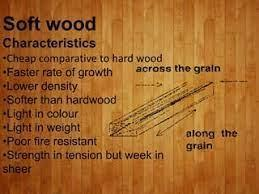 Soft wood
Characteristics
•Cheap comparative to hard wood
•Faster rate of growth
•Lower density
•Softer than hardwood
•Light in colour
•Light in weight
•Poor fire resistant
•Strength in tension but week in
sheer
across the grain
along the
grain